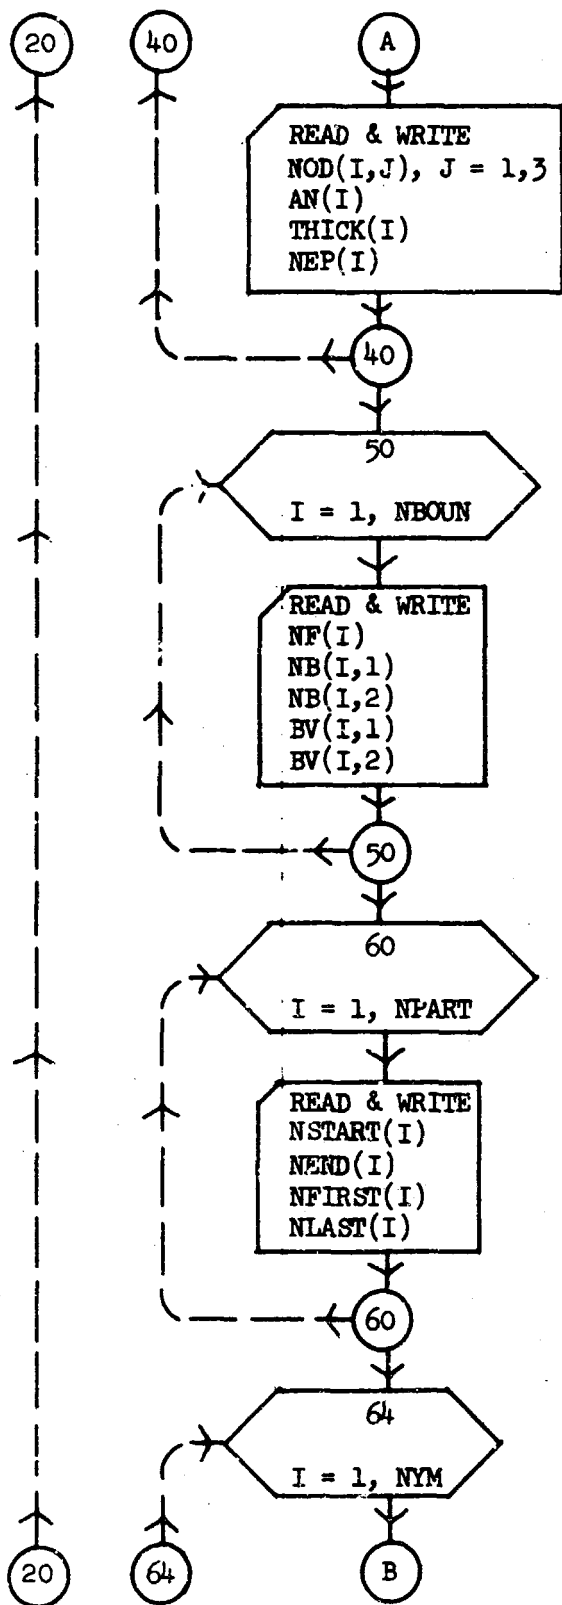 20
40
A
READ & WRITE
NOD(I,J), J = 1,3
AN(I)
THICK(I)
NEP(I)
40
50
I = 1, NBOUN
READ & WRITE
NF(I)
NB(I,1)
NB(I,2)
BV(I,1)
BV(I,2)
50
60
I = 1, NPART
READ & WRITE
NSTART(I)
NEND(I)
NFIRST(I)
NLAST(I)
60
64
I = 1, NYM
20
64
B